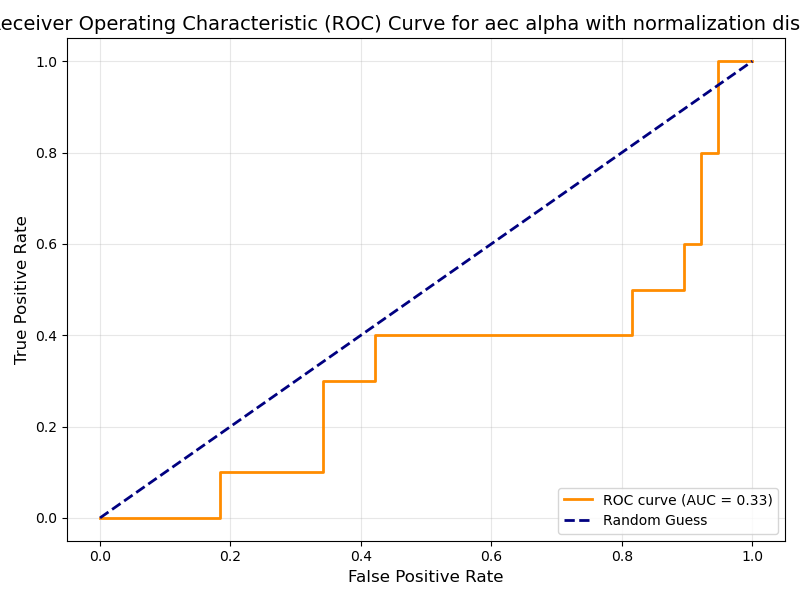 eceiver Operating Characteristic (ROC) Curve for aec alpha with normalization dis
1.0
0.8
0.6
0.4
0.2
0.0
True Positive Rate
0.0 0.2 0.4 0.6 0.8 1.0
False Positive Rate
ROC curve (AUC = 0.33)
Random Guess